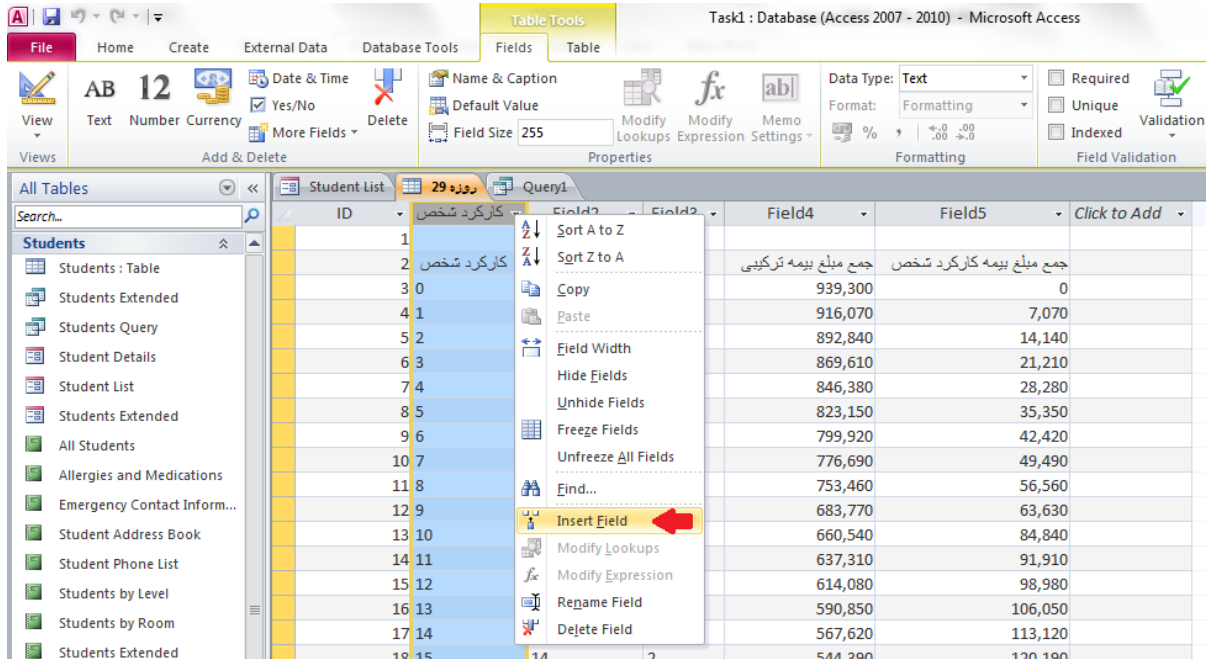 Table Tools
Task1 : Database (Access 2007 - 2010) - Microsoft Access
File Home Create External Data Database Tools Fields Table
View
Views
AB Text
12 Number
Currency
Date & Time
Yes/No
More Fields
Delete
Add & Delete
Name & Caption
Default Value
Field Size 255
Modify Lookups
Modify Expression
Memo Settings
Properties
Data Type: Text
Format: Formatting
% , .00
Formatting
Required
Unique
Indexed
Validation
Field Validation
All Tables
Search...
Students
Students : Table
Students Extended
Students Query
Student Details
Student List
Students Extended
All Students
Allergies and Medications
Emergency Contact Inform...
Student Address Book
Student Phone List
Students by Level
Students by Room
Students Extended
Student List روزه 29 Query1
ID کارکرد شخص Field2 Field3 Field4 Field5 Click to Add
1
2 کارکرد شخص جمع مبلغ بیمه ترکیبی جمع مبلغ بیمه کارکرد شخص
3 0 939,300 0
4 1 916,070 7,070
5 2 892,840 14,140
6 3 869,610 21,210
7 4 846,380 28,280
8 5 823,150 35,350
9 6 799,920 42,420
10 7 776,690 49,490
11 8 753,460 56,560
12 9 683,770 63,630
13 10 660,540 84,840
14 11 637,310 91,910
15 12 614,080 98,980
16 13 590,850 106,050
17 14 567,620 113,120
18 15 14 2 544,390 120,190
Sort A to Z
Sort Z to A
Copy
Paste
Field Width
Hide Fields
Unhide Fields
Freeze Fields
Unfreeze All Fields
Find...
Insert Field
Modify Lookups
Modify Expression
Rename Field
Delete Field